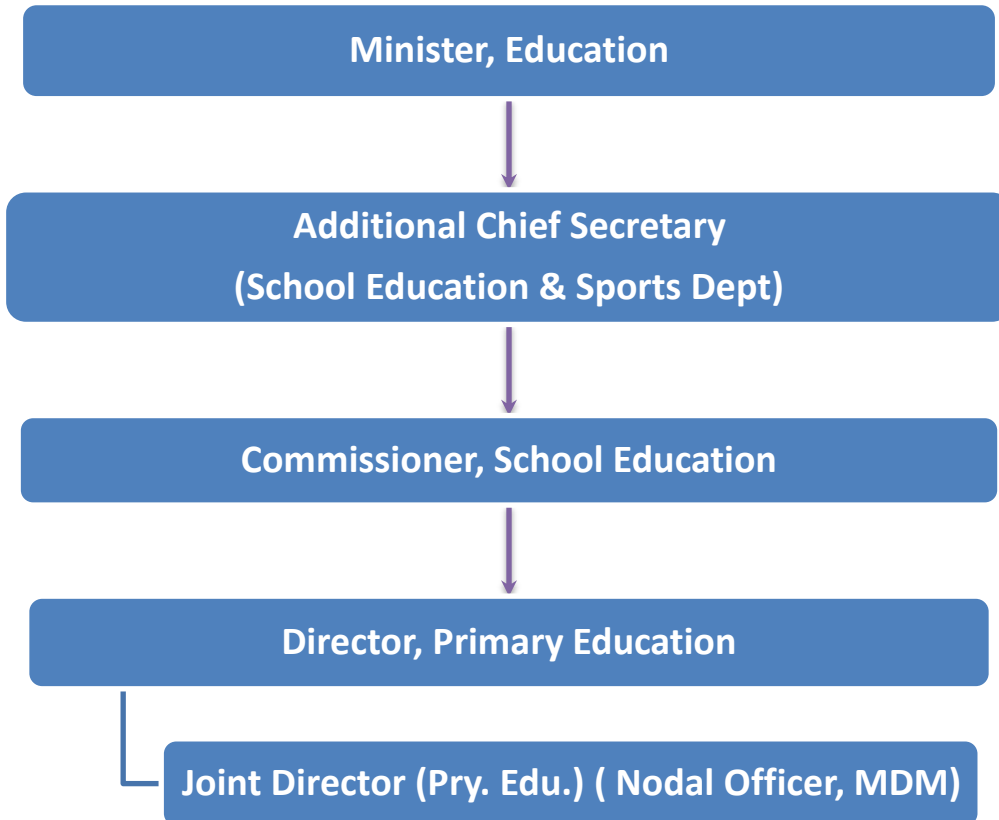 Minister, Education
Additional Chief Secretary
(School Education & Sports Dept)
Commissioner, School Education
Director, Primary Education
Joint Director (Pry. Edu.) ( Nodal Officer, MDM)